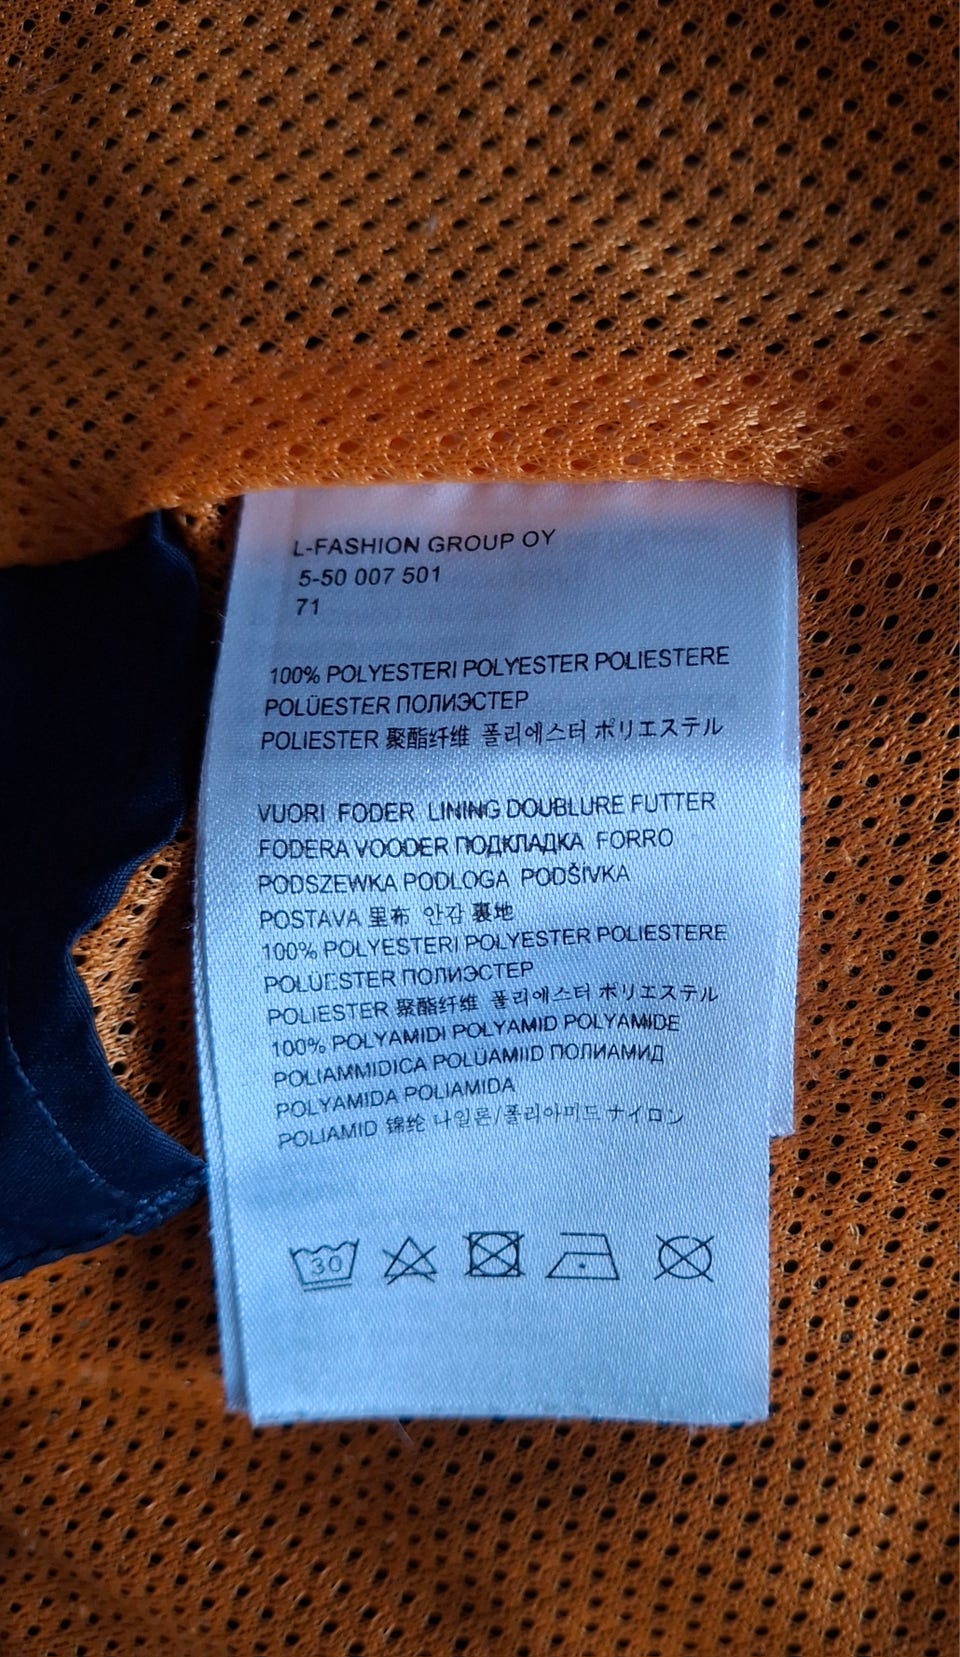 L-FASHION GROUP OY
5-50 007 501
71
100% POLYESTERI POLYESTER POLIESTERE
POLÜESTER ПОЛИЭСТЕР
POLIESTER 聚酯纤维 폴리에스터 ポリエステル
VUORI FODER LINING DOUBLURE FUTTER
FODERA VOODER ПОДКЛАДКА FORRO
PODSZEWKA PODLOGA PODŠÍVKA
POSTAVA 里布 안감 裏地
100% POLYESTERI POLYESTER POLIESTERE
POLÜESTER ПОЛИЭСТЕР
POLIESTER 聚酯纤维 폴리에스터 ポリエステル
100% POLYAMIDI POLYAMID POLYAMIDE
POLIAMMIDICA POLÜAMIID ПОЛИАМИД
POLYAMIDA POLIAMIDA
POLIAMID 锦纶 나일론/폴리아미드 ナイロン
30